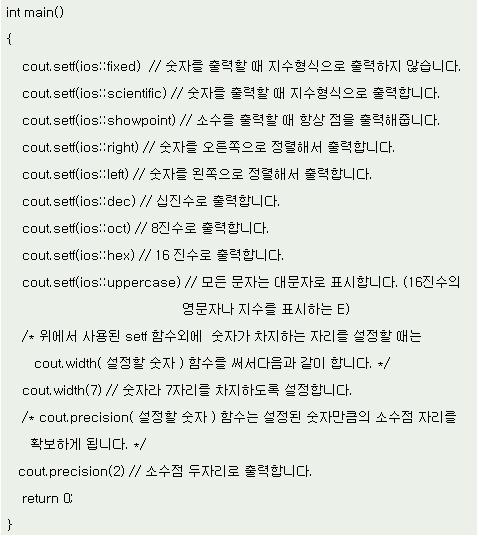 int main()
{
cout.setf(ios::fixed) // 숫자를 출력할 때 지수형식으로 출력하지 않습니다.
cout.setf(ios::scientific) // 숫자를 출력할 때 지수형식으로 출력합니다.
cout.setf(ios::showpoint) // 소수를 출력할 때 항상 점을 출력해줍니다.
cout.setf(ios::right) // 숫자를 오른쪽으로 정렬해서 출력합니다.
cout.setf(ios::left) // 숫자를 왼쪽으로 정렬해서 출력합니다.
cout.setf(ios::dec) // 십진수로 출력합니다.
cout.setf(ios::oct) // 8진수로 출력합니다.
cout.setf(ios::hex) // 16 진수로 출력합니다.
cout.setf(ios::uppercase) // 모든 문자는 대문자로 표시합니다. (16진수의
영문자나 지수를 표시하는 E)
/* 위에서 사용된 setf 함수외에 숫자가 차지하는 자리를 설정할 때는
cout.width( 설정할 숫자 ) 함수를 써서다음과 같이 합니다. */
cout.width(7) // 숫자라 7자리를 차지하도록 설정합니다.
/* cout.precision( 설정할 숫자 ) 함수는 설정된 숫자만큼의 소수점 자리를
확보하게 됩니다. */
cout.precision(2) // 소수점 두자리로 출력합니다.
return 0;
}